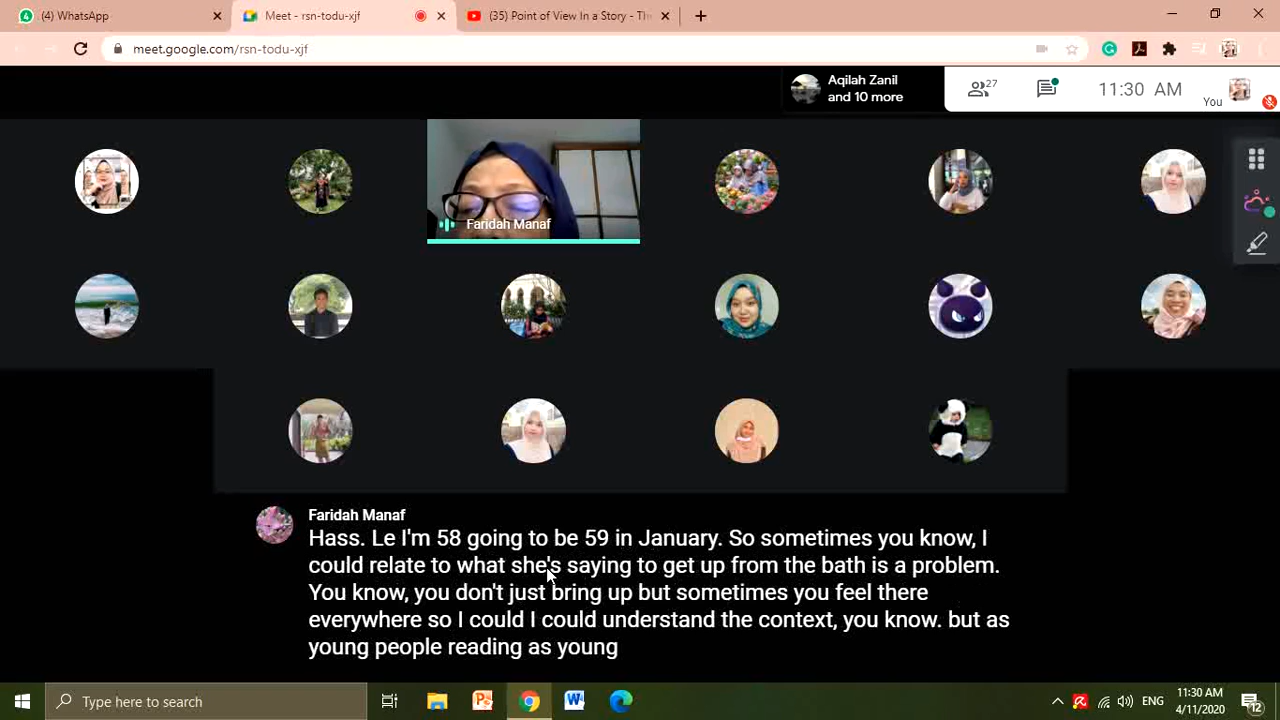 (4) WhatsApp
Meet - rsn-todu-xjf
(35) Point of View In a Story - Th
meet.google.com/rsn-todu-xjf
Aqilah Zanil
and 10 more
27
11:30 AM
You
Faridah Manaf
Faridah Manaf
Hass. Le I'm 58 going to be 59 in January. So sometimes you know, I
could relate to what she's saying to get up from the bath is a problem.
You know, you don't just bring up but sometimes you feel there
everywhere so I could I could understand the context, you know. but as
young people reading as young
Type here to search
ENG
11:30 AM
4/11/2020
12